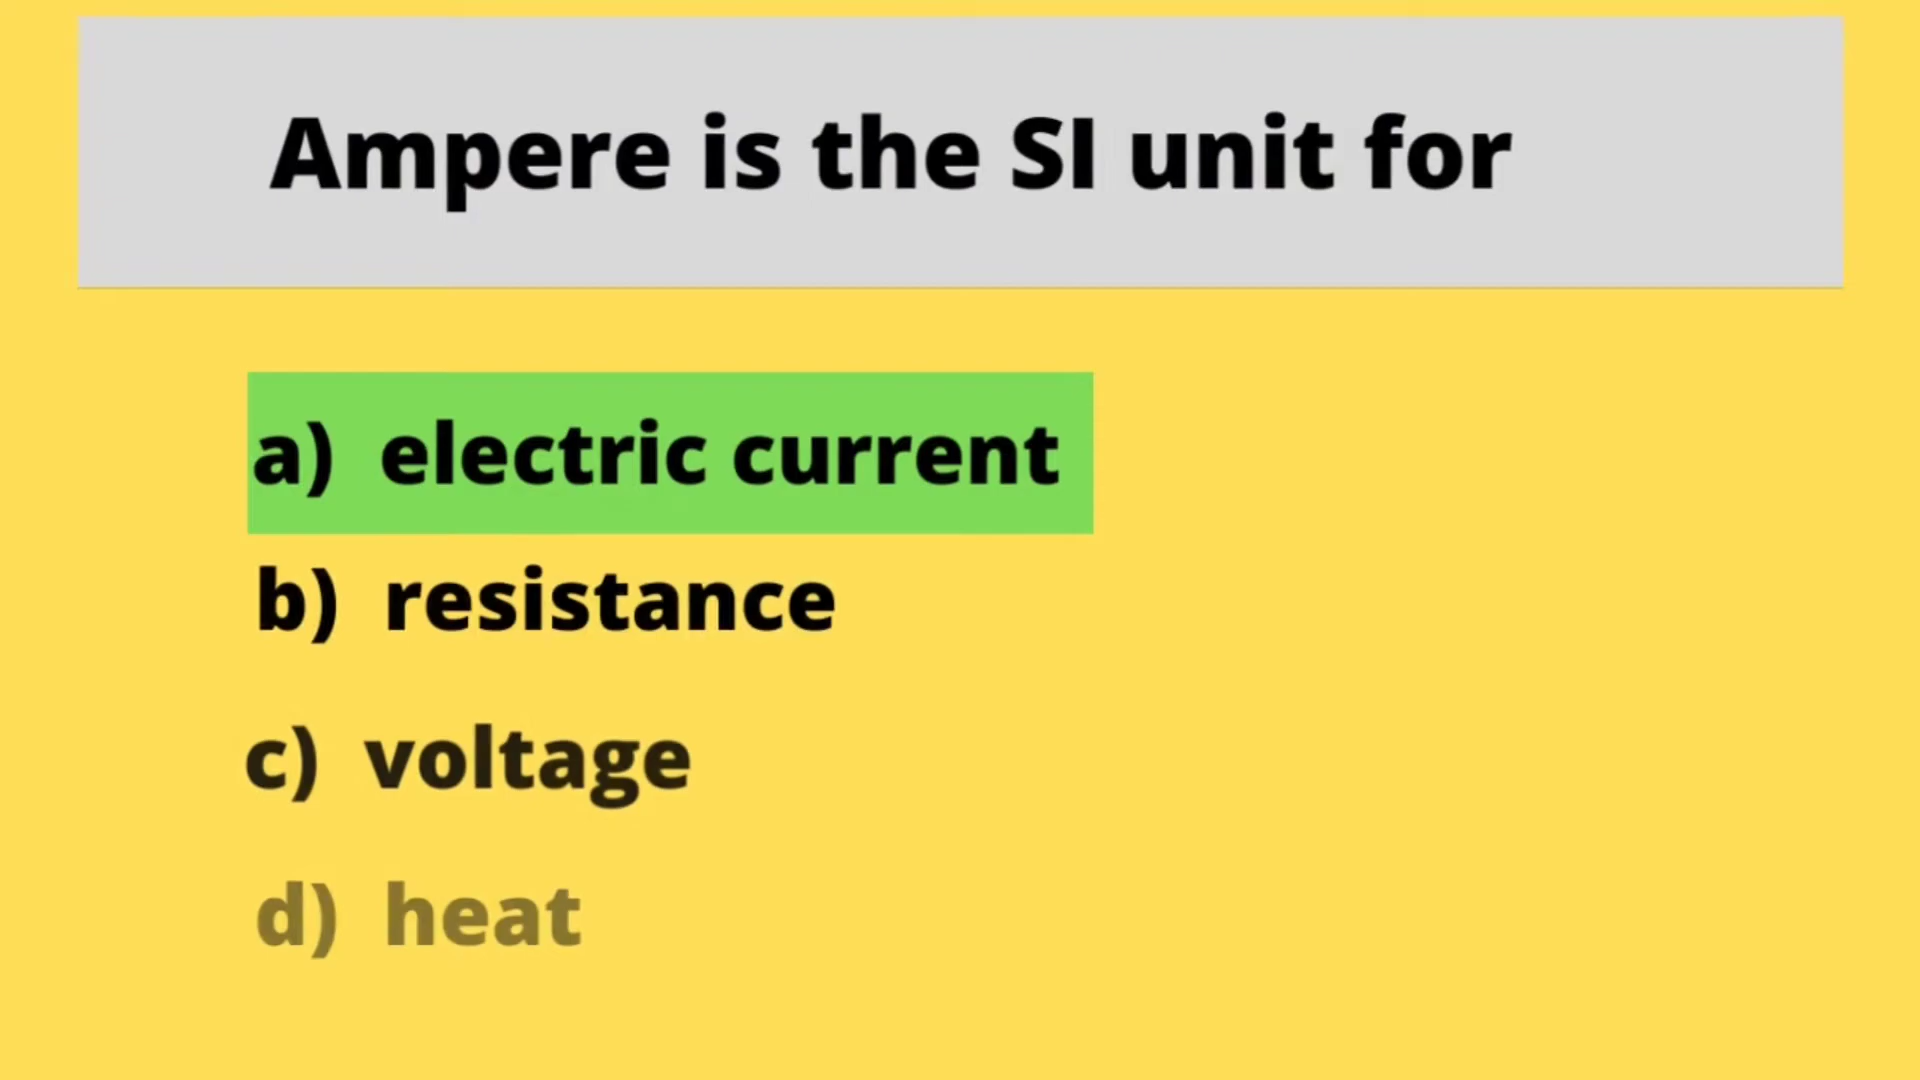 Ampere is the SI unit for
a) electric current
b) resistance
c) voltage
d) heat